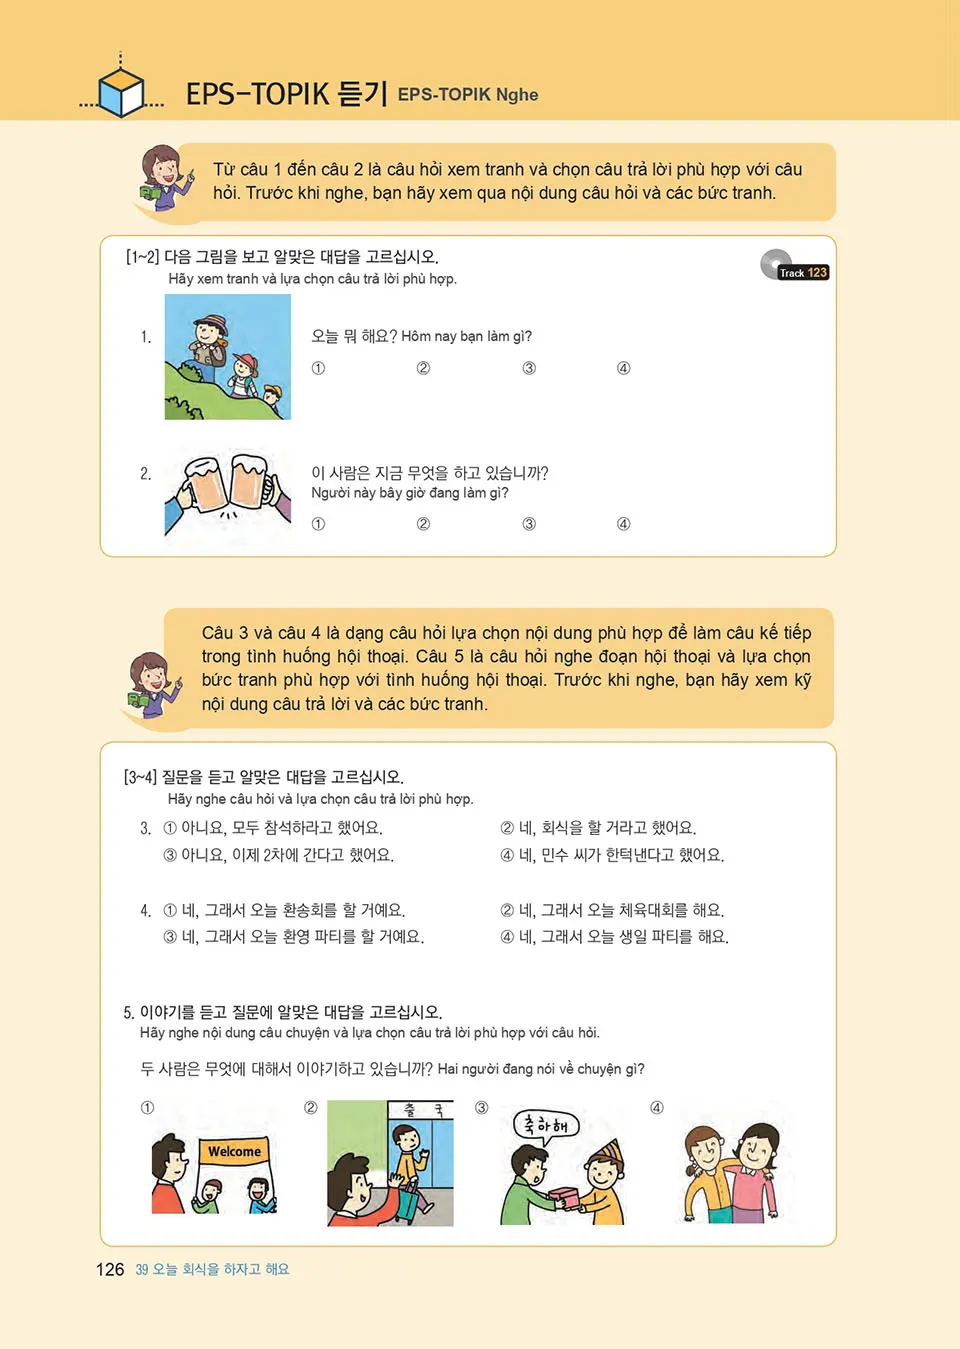 EPS-TOPIK 듣기 EPS-TOPIK Nghe
Từ câu 1 đến câu 2 là câu hỏi xem tranh và chọn câu trả lời phù hợp với câu
hỏi. Trước khi nghe, bạn hãy xem qua nội dung câu hỏi và các bức tranh.
[1~2] 다음 그림을 보고 알맞은 대답을 고르십시오.
Hãy xem tranh và lựa chọn câu trả lời phù hợp.
Track 123
1. 오늘 뭐 해요? Hôm nay bạn làm gì?
① ② ③ ④
2. 이 사람은 지금 무엇을 하고 있습니까?
Người này bây giờ đang làm gì?
① ② ③ ④
Câu 3 và câu 4 là dạng câu hỏi lựa chọn nội dung phù hợp để làm câu kế tiếp
trong tình huống hội thoại. Câu 5 là câu hỏi nghe đoạn hội thoại và lựa chọn
bức tranh phù hợp với tình huống hội thoại. Trước khi nghe, bạn hãy xem kỹ
nội dung câu trả lời và các bức tranh.
[3~4] 질문을 듣고 알맞은 대답을 고르십시오.
Hãy nghe câu hỏi và lựa chọn câu trả lời phù hợp.
3. ① 아니요, 모두 참석하라고 했어요. ② 네, 회식을 할 거라고 했어요.
③ 아니요, 이제 2차에 간다고 했어요. ④ 네, 민수 씨가 한턱낸다고 했어요.
4. ① 네, 그래서 오늘 환송회를 할 거예요. ② 네, 그래서 오늘 체육대회를 해요.
③ 네, 그래서 오늘 환영 파티를 할 거예요. ④ 네, 그래서 오늘 생일 파티를 해요.
5. 이야기를 듣고 질문에 알맞은 대답을 고르십시오.
Hãy nghe nội dung câu chuyện và lựa chọn câu trả lời phù hợp với câu hỏi.
두 사람은 무엇에 대해서 이야기하고 있습니까? Hai người đang nói về chuyện gì?
① ② ③ ④
출 국
축하해
Welcome
126 39 오늘 회식을 하자고 해요